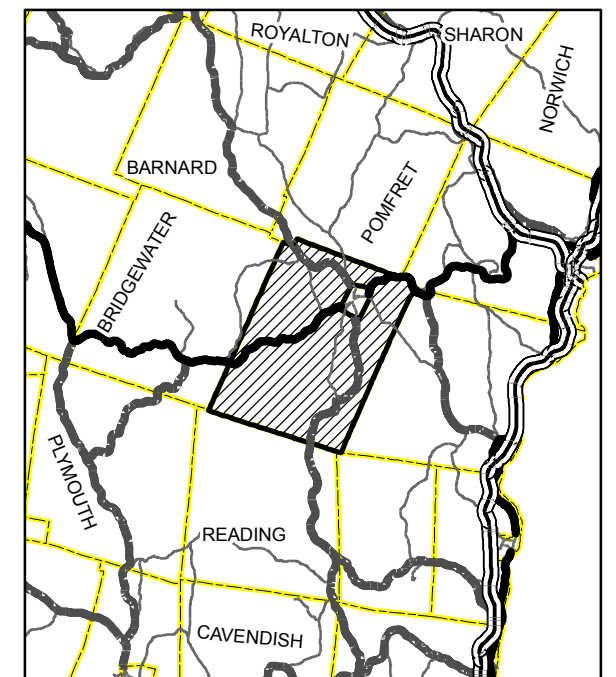 ROYALTON
SHARON
NORWICH
BARNARD
POMFRET
BRIDGEWATER
PLYMOUTH
READING
CAVENDISH